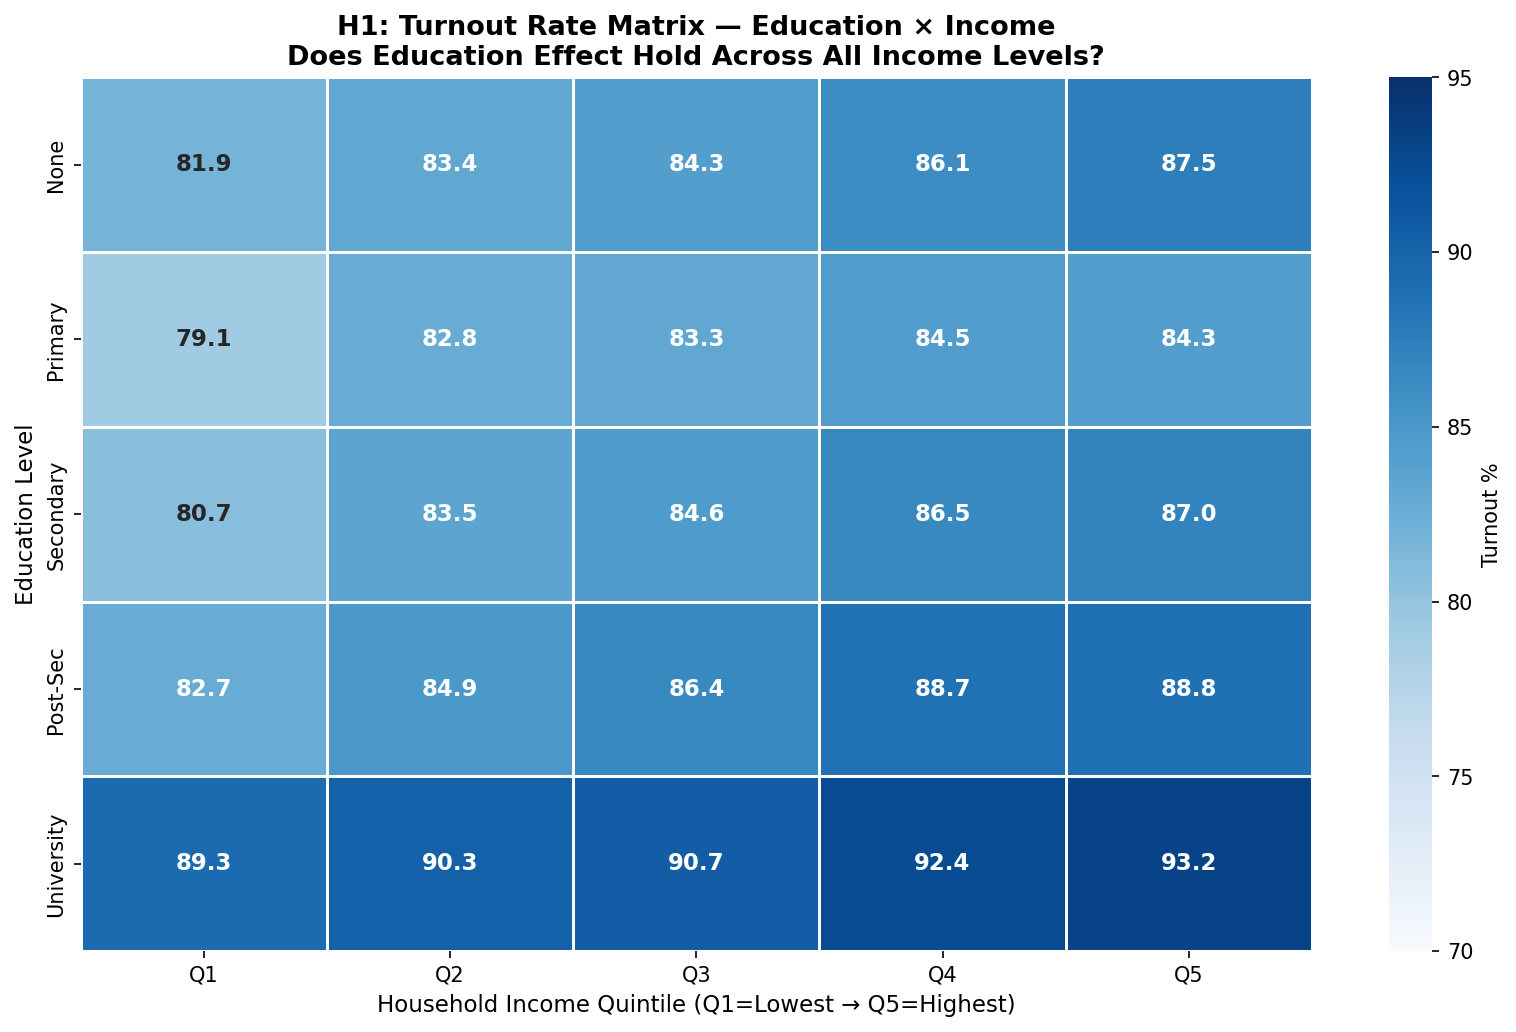 H1: Turnout Rate Matrix — Education × Income
Does Education Effect Hold Across All Income Levels?
Education Level
None
81.9 83.4 84.3 86.1 87.5
Primary
79.1 82.8 83.3 84.5 84.3
Secondary
80.7 83.5 84.6 86.5 87.0
Post-Sec
82.7 84.9 86.4 88.7 88.8
University
89.3 90.3 90.7 92.4 93.2
Q1 Q2 Q3 Q4 Q5
Household Income Quintile (Q1=Lowest → Q5=Highest)
95
90
85
80
75
70
Turnout %